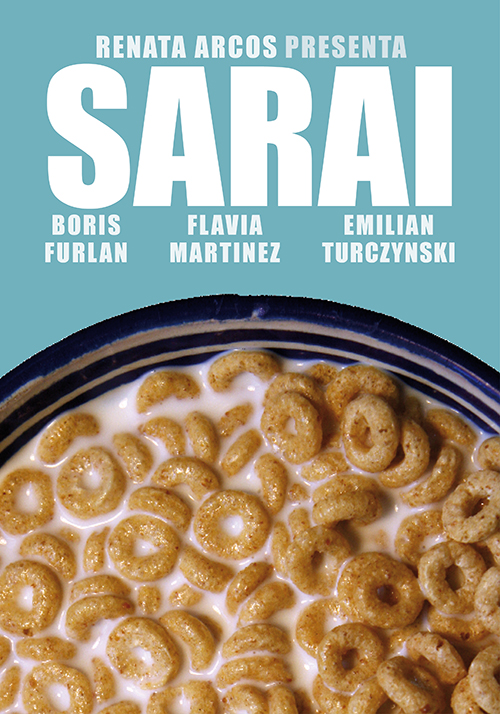 RENATA ARCOS PRESENTA
SARAI
BORIS FLAVIA EMILIAN
FURLAN MARTINEZ TURCZYNSKI